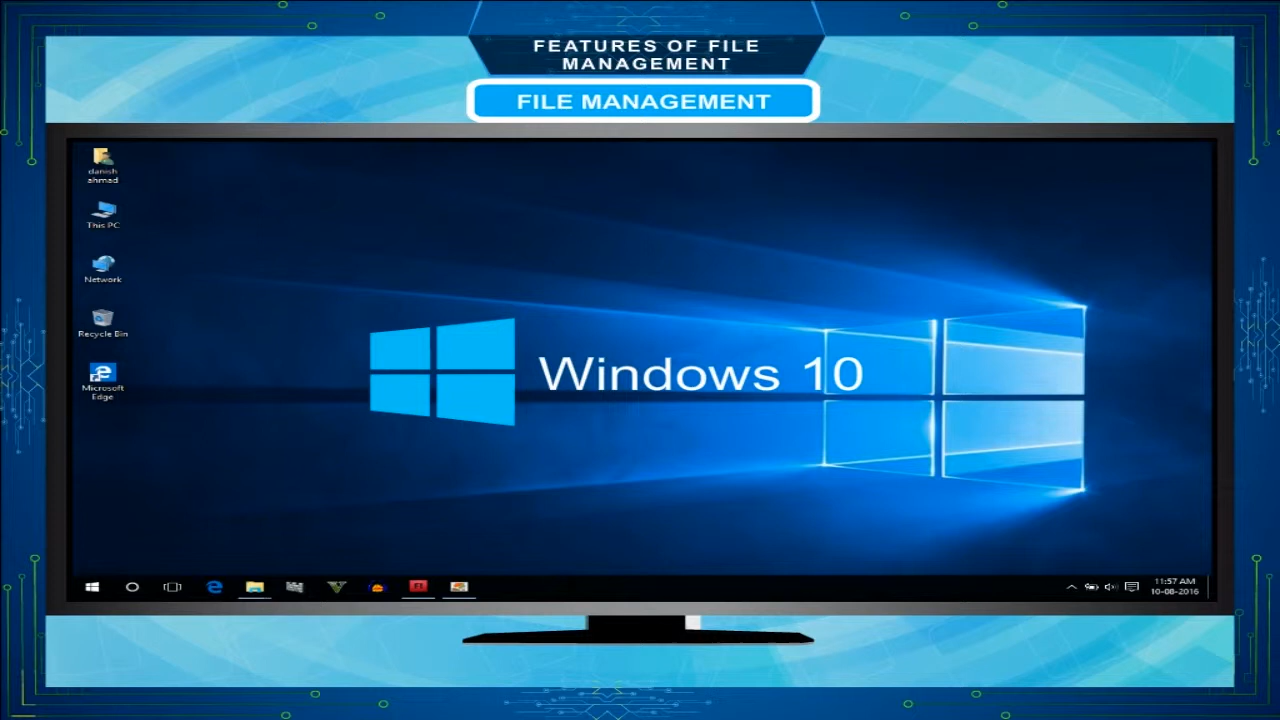 FEATURES OF FILE
MANAGEMENT
FILE MANAGEMENT
danish
ahmad
This PC
Network
Recycle Bin
Microsoft
Edge
Windows 10
11:57 AM
10-08-2016